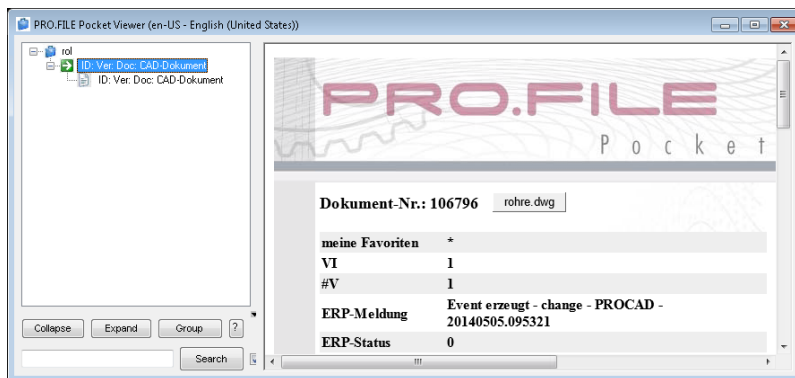 PRO.FILE Pocket Viewer (en-US - English (United States))
rol
ID: Ver: Doc: CAD-Dokument
ID: Ver: Doc: CAD-Dokument
Collapse
Expand
Group
?
Search
PRO.FILE
Pocket
Dokument-Nr.: 106796
rohre.dwg
meine Favoriten *
VI 1
#V 1
ERP-Meldung Event erzeugt - change - PROCAD -
20140505.095321
ERP-Status 0